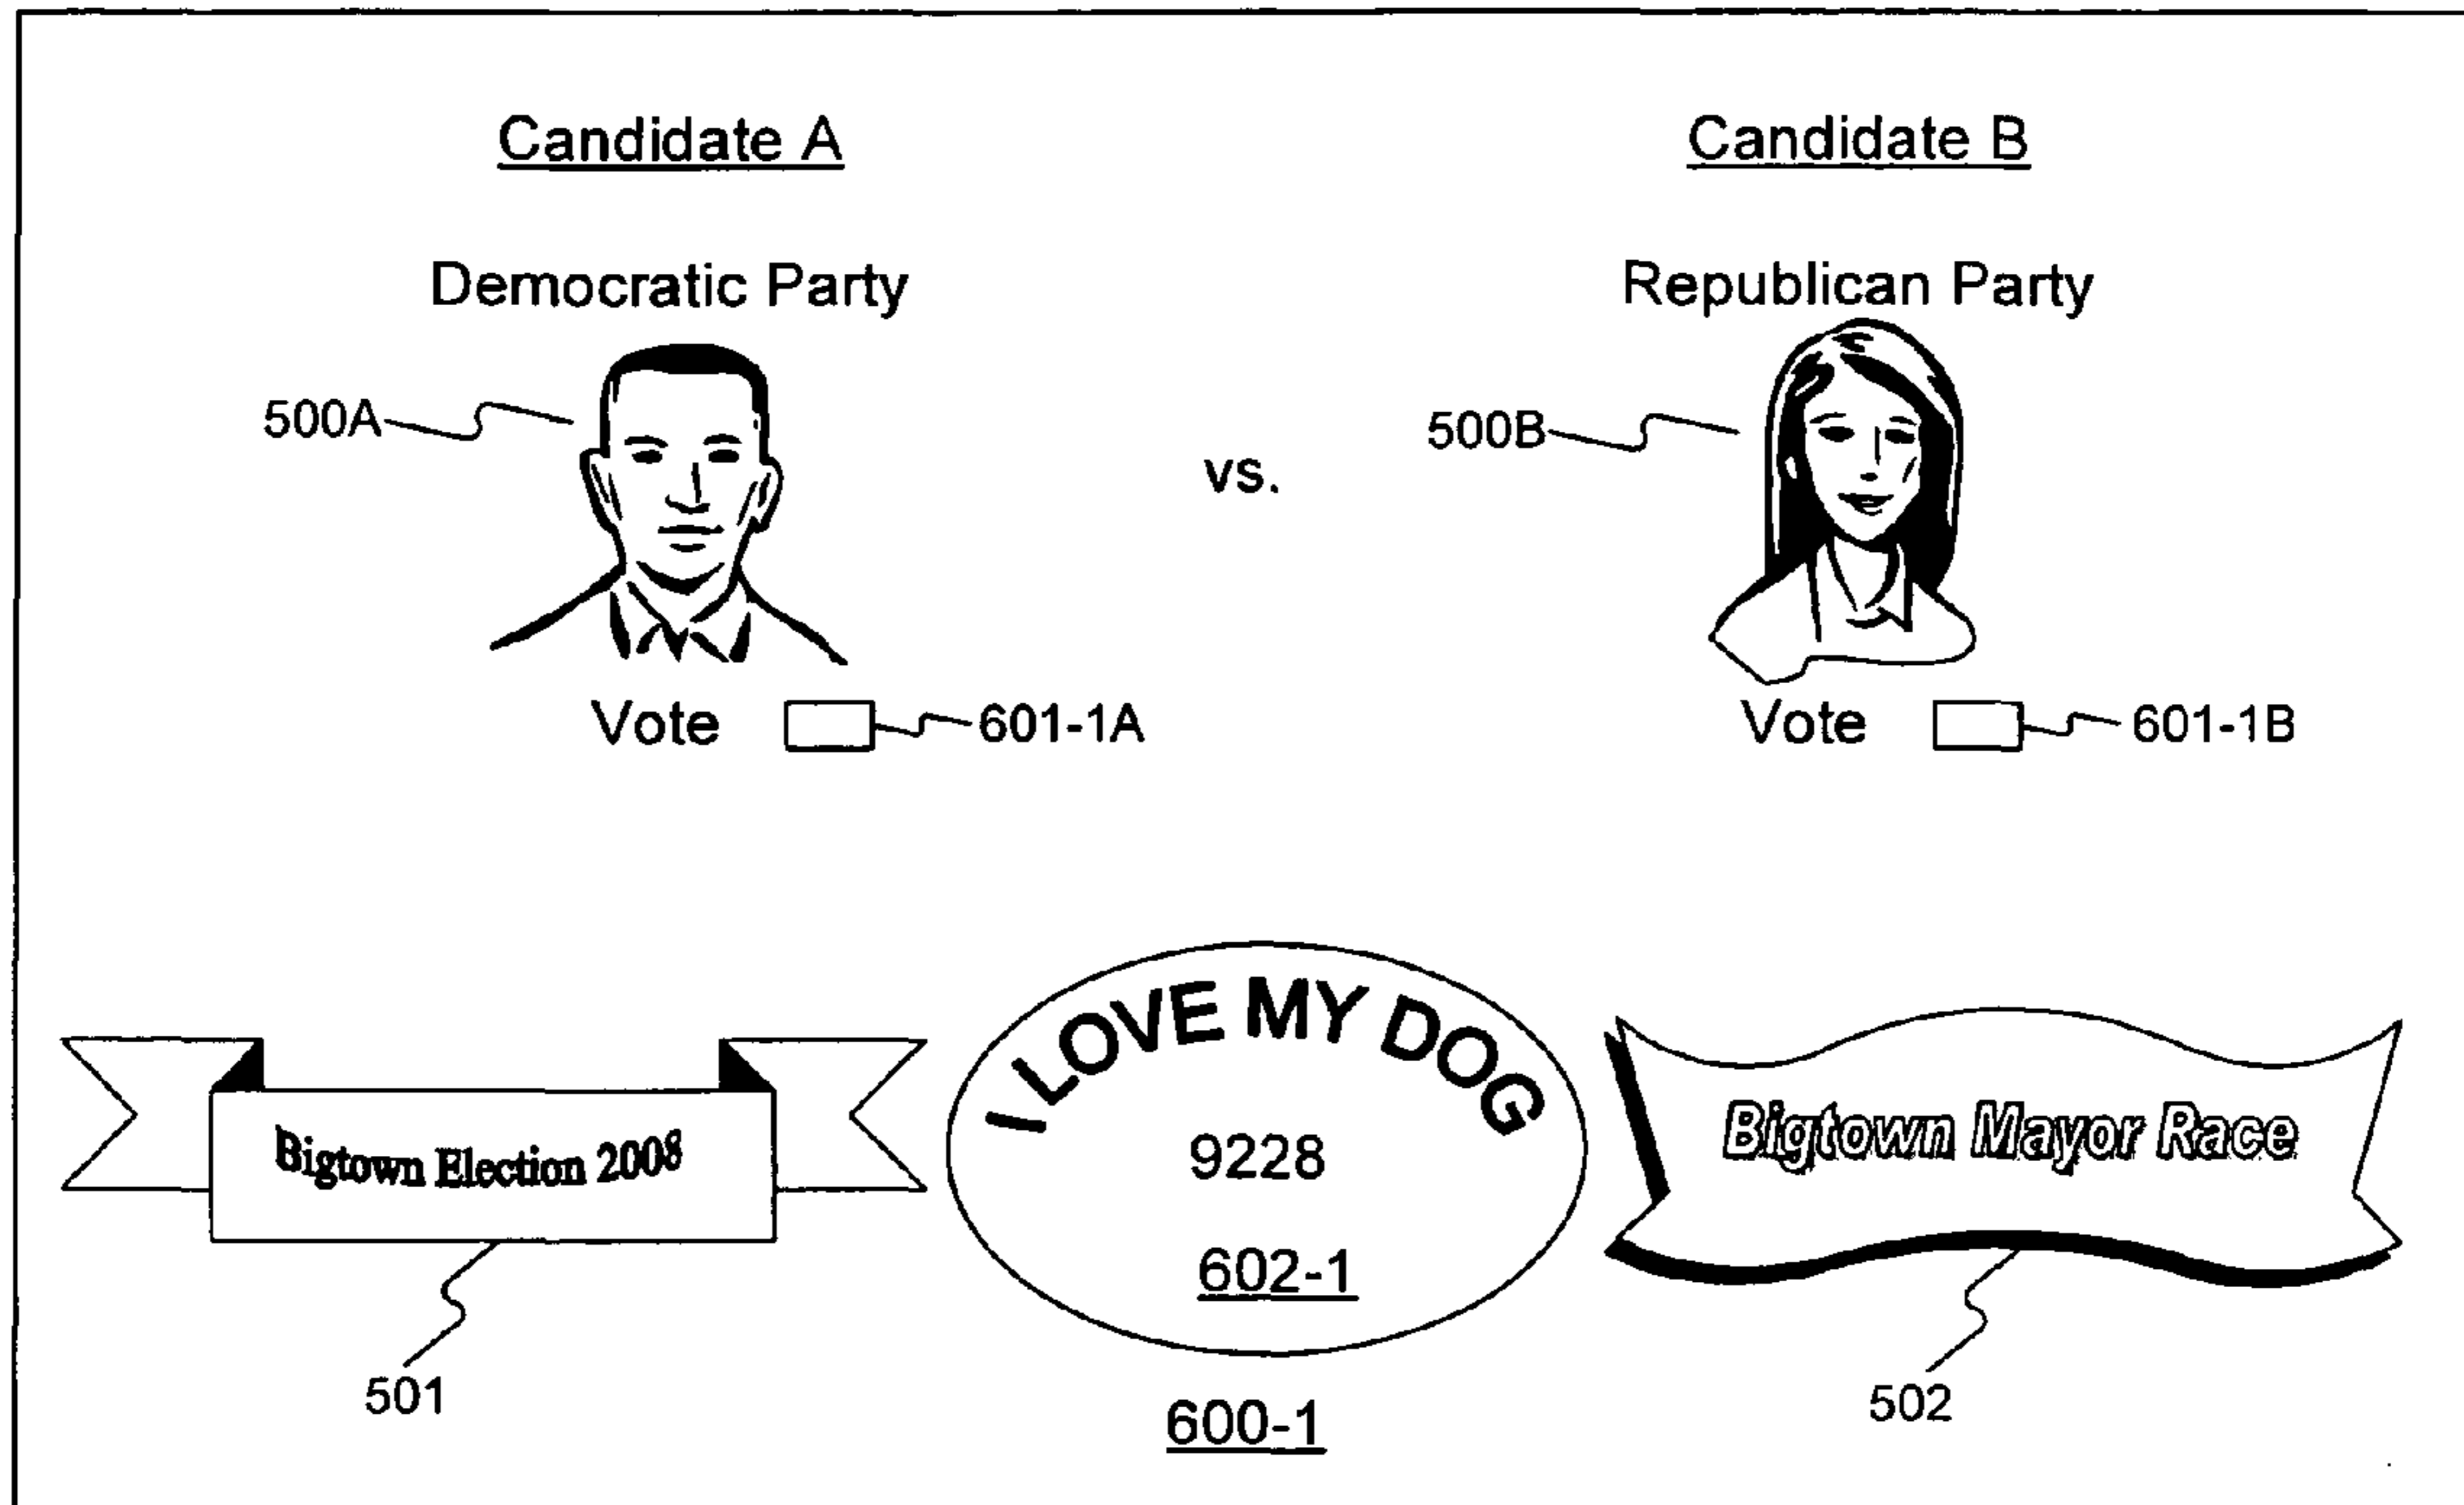 Candidate A
Candidate B
Democratic Party
Republican Party
500A
500B
vs.
Vote
601-1A
Vote
601-1B
I LOVE MY DOG
9228
602-1
Bigtown Election 2008
Bigtown Mayor Race
501
502
600-1